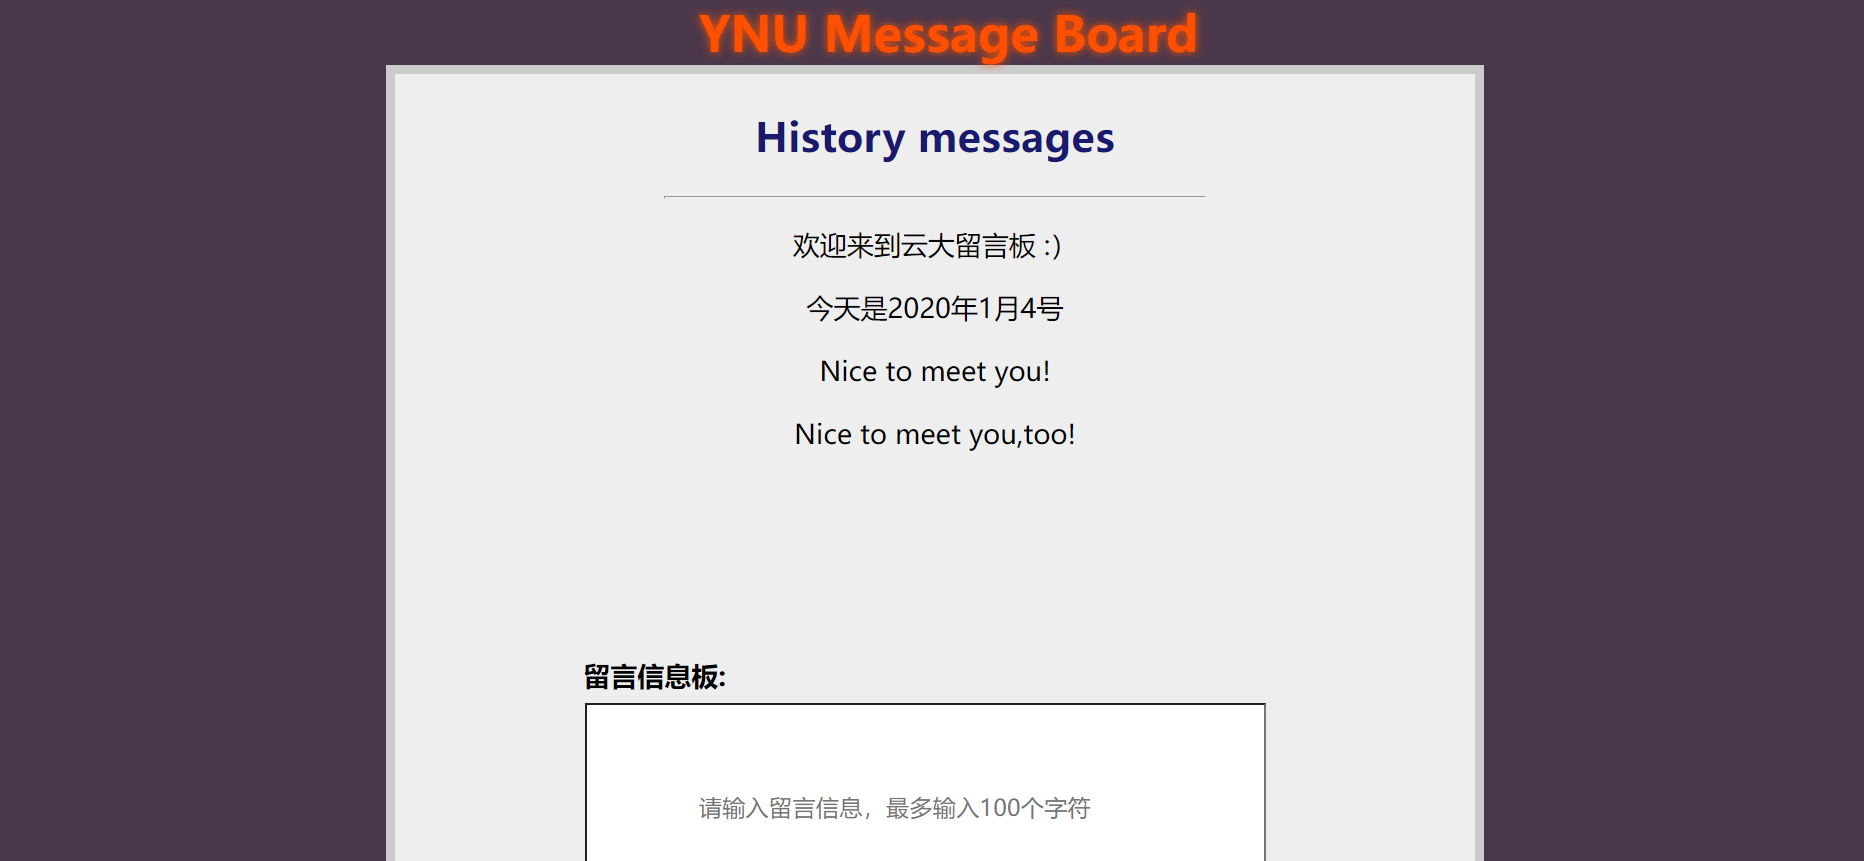 YNU Message Board
History messages
欢迎来到云大留言板 :)
今天是2020年1月4号
Nice to meet you!
Nice to meet you,too!
留言信息板:
请输入留言信息，最多输入100个字符